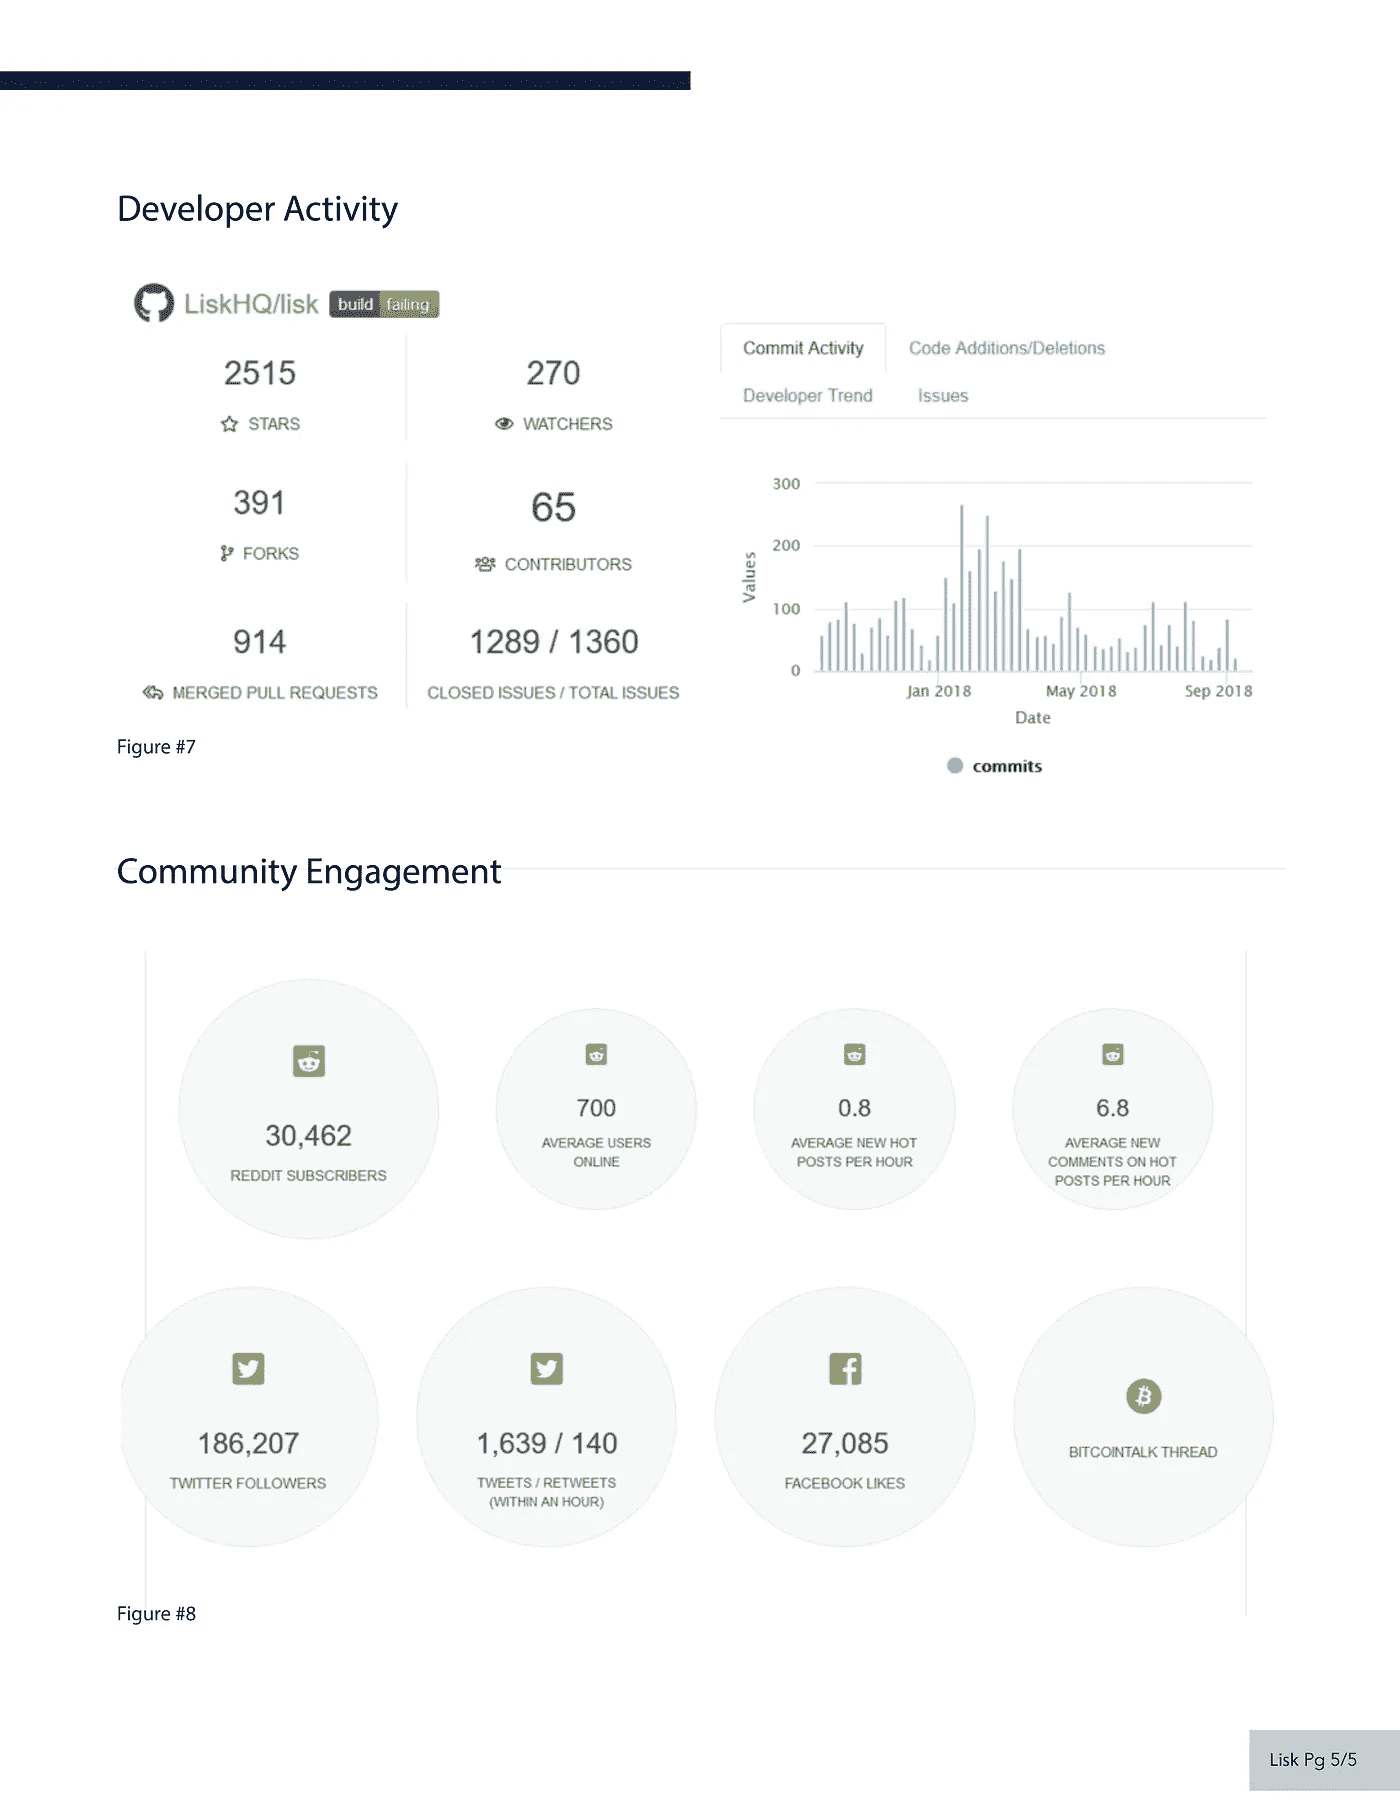 Developer Activity
LiskHQ/lisk build failing
2515
STARS
270
WATCHERS
391
FORKS
65
CONTRIBUTORS
914
MERGED PULL REQUESTS
1289 / 1360
CLOSED ISSUES / TOTAL ISSUES
Figure #7
Commit Activity
Code Additions/Deletions
Developer Trend
Issues
300
200
100
0
Values
Jan 2018
May 2018
Sep 2018
Date
commits
Community Engagement
30,462
REDDIT SUBSCRIBERS
700
AVERAGE USERS
ONLINE
0.8
AVERAGE NEW HOT
POSTS PER HOUR
6.8
AVERAGE NEW
COMMENTS ON HOT
POSTS PER HOUR
186,207
TWITTER FOLLOWERS
1,639 / 140
TWEETS / RETWEETS
(WITHIN AN HOUR)
27,085
FACEBOOK LIKES
BITCOINTALK THREAD
Figure #8
Lisk Pg 5/5